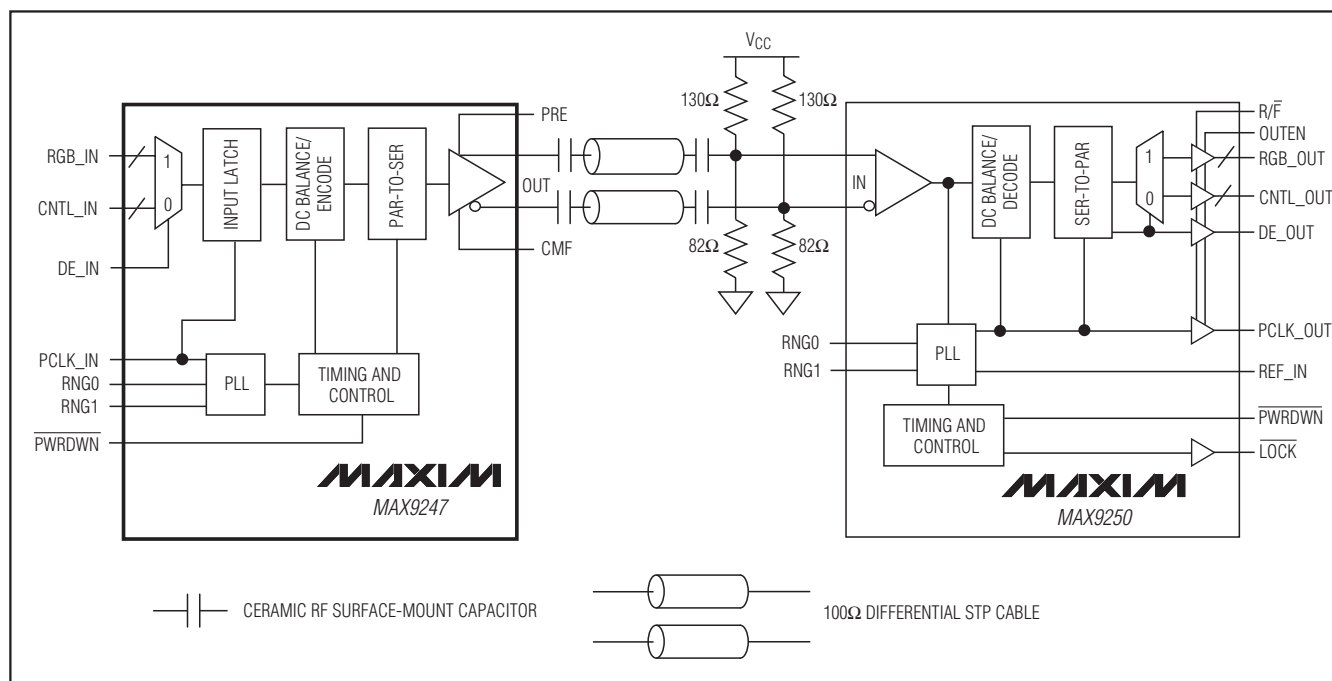 VCC
130Ω
130Ω
PRE
RGB_IN
CNTL_IN
DE_IN
1
0
INPUT LATCH
DC BALANCE/
ENCODE
PAR-TO-SER
OUT
CMF
PCLK_IN
RNG0
RNG1
PWRDWN
PLL
TIMING AND
CONTROL
MAXIM
MAX9247
82Ω
82Ω
IN
DC BALANCE/
DECODE
SER-TO-PAR
1
0
R/F
OUTEN
RGB_OUT
CNTL_OUT
DE_OUT
PCLK_OUT
RNG0
RNG1
PLL
REF_IN
TIMING AND
CONTROL
PWRDWN
LOCK
MAXIM
MAX9250
CERAMIC RF SURFACE-MOUNT CAPACITOR
100Ω DIFFERENTIAL STP CABLE